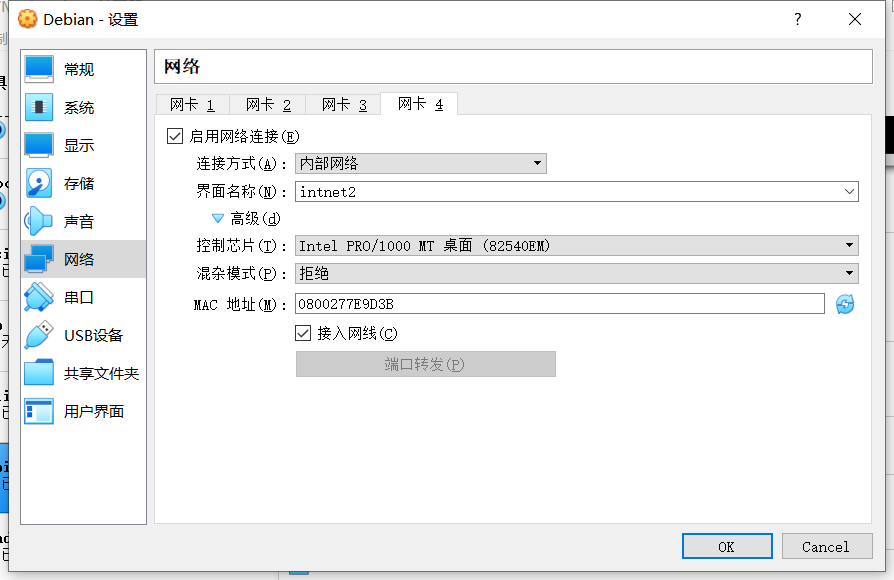 Debian - 设置
?
常规
系统
显示
存储
声音
网络
串口
USB设备
共享文件夹
用户界面
网络
网卡 1
网卡 2
网卡 3
网卡 4
启用网络连接(E)
连接方式(A)：
内部网络
界面名称(N)：
intnet2
高级(d)
控制芯片(T)：
Intel PRO/1000 MT 桌面 (82540EM)
混杂模式(P)：
拒绝
MAC 地址(M)：
0800277E9D3B
接入网线(C)
端口转发(P)
OK
Cancel